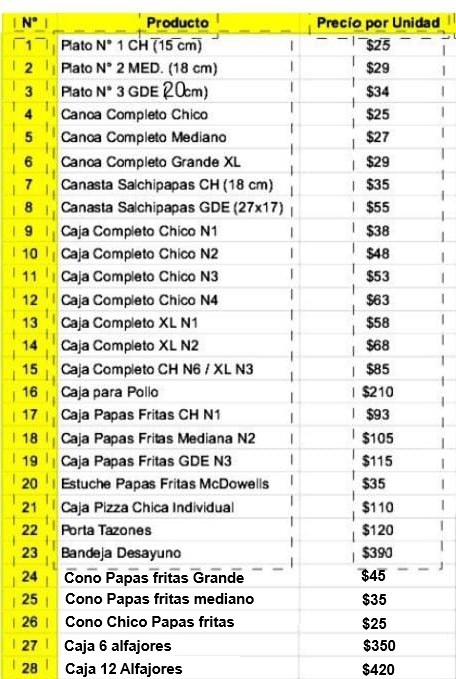 N° Producto Precío por Unidad
1 Plato N° 1 CH (15 cm) $25
2 Plato N° 2 MED. (18 cm) $29
3 Plato N° 3 GDE (20cm) $34
4 Canoa Completo Chico $25
5 Canoa Completo Mediano $27
6 Canoa Completo Grande XL $29
7 Canasta Salchipapas CH (18 cm) $35
8 Canasta Salchipapas GDE (27x17) $55
9 Caja Completo Chico N1 $38
10 Caja Completo Chico N2 $48
11 Caja Completo Chico N3 $53
12 Caja Completo Chico N4 $63
13 Caja Completo XL N1 $58
14 Caja Completo XL N2 $68
15 Caja Completo CH N6 / XL N3 $85
16 Caja para Pollo $210
17 Caja Papas Fritas CH N1 $93
18 Caja Papas Fritas Mediana N2 $105
19 Caja Papas Fritas GDE N3 $115
20 Estuche Papas Fritas McDowells $35
21 Caja Pizza Chica Individual $110
22 Porta Tazones $120
23 Bandeja Desayuno $390
24 Cono Papas fritas Grande $45
25 Cono Papas fritas mediano $35
26 Cono Chico Papas fritas $25
27 Caja 6 alfajores $350
28 Caja 12 Alfajores $420